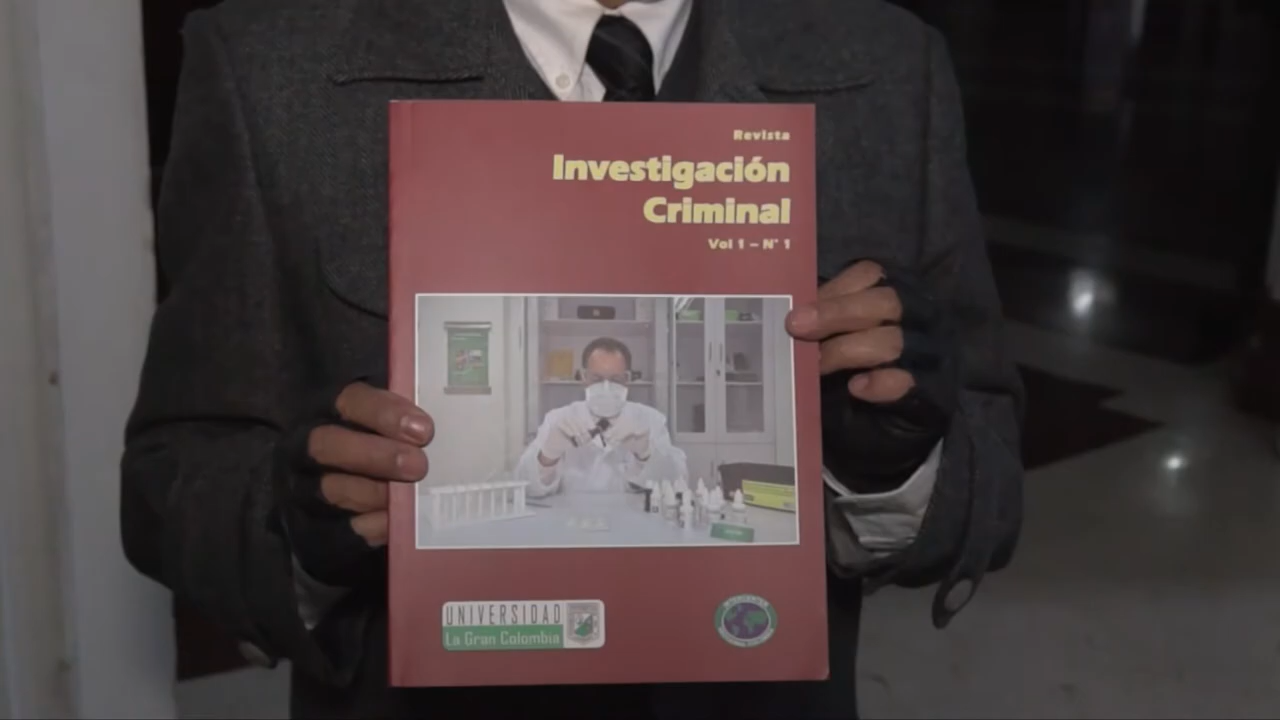 Revista
Investigación
Criminal
Vol 1 – N° 1
UNIVERSIDAD
La Gran Colombia